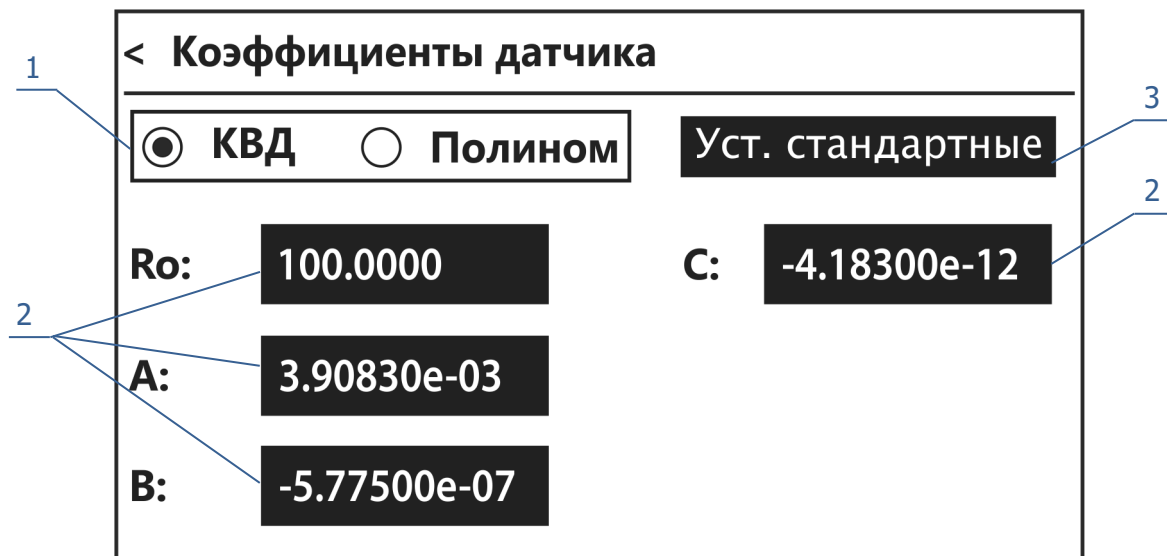 < Коэффициенты датчика
1
3
КВД Полином Уст. стандартные
2
Ro: 100.0000 C: -4.18300e-12
2
A: 3.90830e-03
B: -5.77500e-07